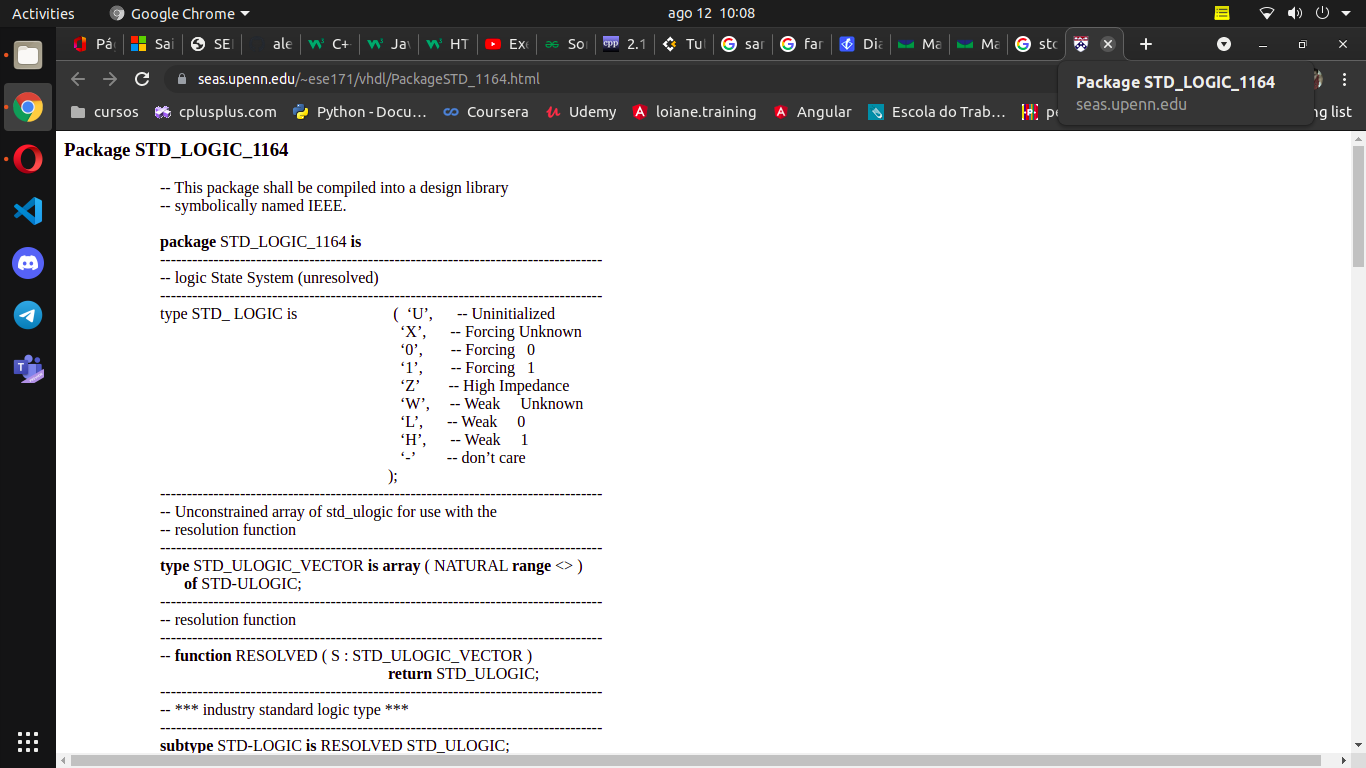 Activities
Google Chrome
ago 12 10:08
Pá
Sai
SEI
ale
C+
Jav
HT
Exe
So
2.1
Tu
sar
far
Dia
Ma
Ma
stc
seas.upenn.edu/~ese171/vhdl/PackageSTD_1164.html
Package STD_LOGIC_1164
seas.upenn.edu
cursos
cplusplus.com
Python - Docu…
Coursera
Udemy
loiane.training
Angular
Escola do Trab…
pe
ng list
Package STD_LOGIC_1164
-- This package shall be compiled into a design library
-- symbolically named IEEE.
package STD_LOGIC_1164 is
-----------------------------------------------------------------------------------
-- logic State System (unresolved)
-----------------------------------------------------------------------------------
type STD_ LOGIC is ( ‘U’, -- Uninitialized
‘X’, -- Forcing Unknown
‘0’, -- Forcing 0
‘1’, -- Forcing 1
‘Z’ -- High Impedance
‘W’, -- Weak Unknown
‘L’, -- Weak 0
‘H’, -- Weak 1
‘-’ -- don’t care
);
-----------------------------------------------------------------------------------
-- Unconstrained array of std_ulogic for use with the
-- resolution function
-----------------------------------------------------------------------------------
type STD_ULOGIC_VECTOR is array ( NATURAL range <> )
of STD-ULOGIC;
-----------------------------------------------------------------------------------
-- resolution function
-----------------------------------------------------------------------------------
-- function RESOLVED ( S : STD_ULOGIC_VECTOR )
return STD_ULOGIC;
-----------------------------------------------------------------------------------
-- *** industry standard logic type ***
-----------------------------------------------------------------------------------
subtype STD-LOGIC is RESOLVED STD_ULOGIC;